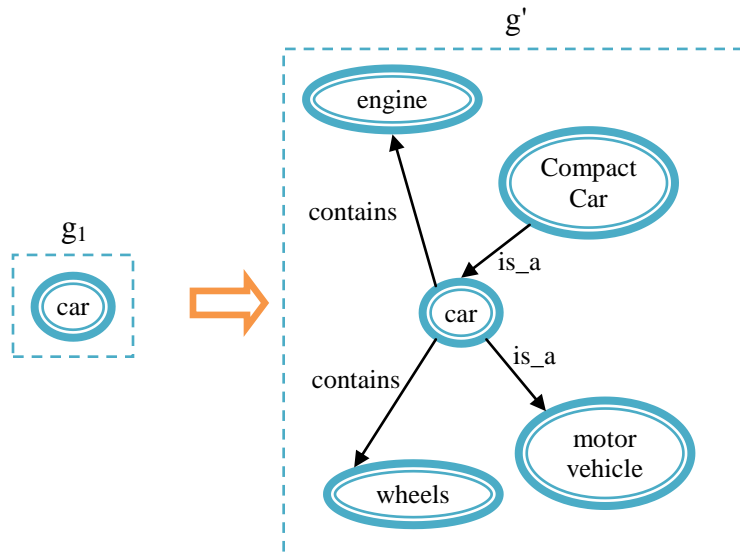 g'
engine
Compact
Car
contains
g1
is_a
car
car
is_a
contains
motor
vehicle
wheels